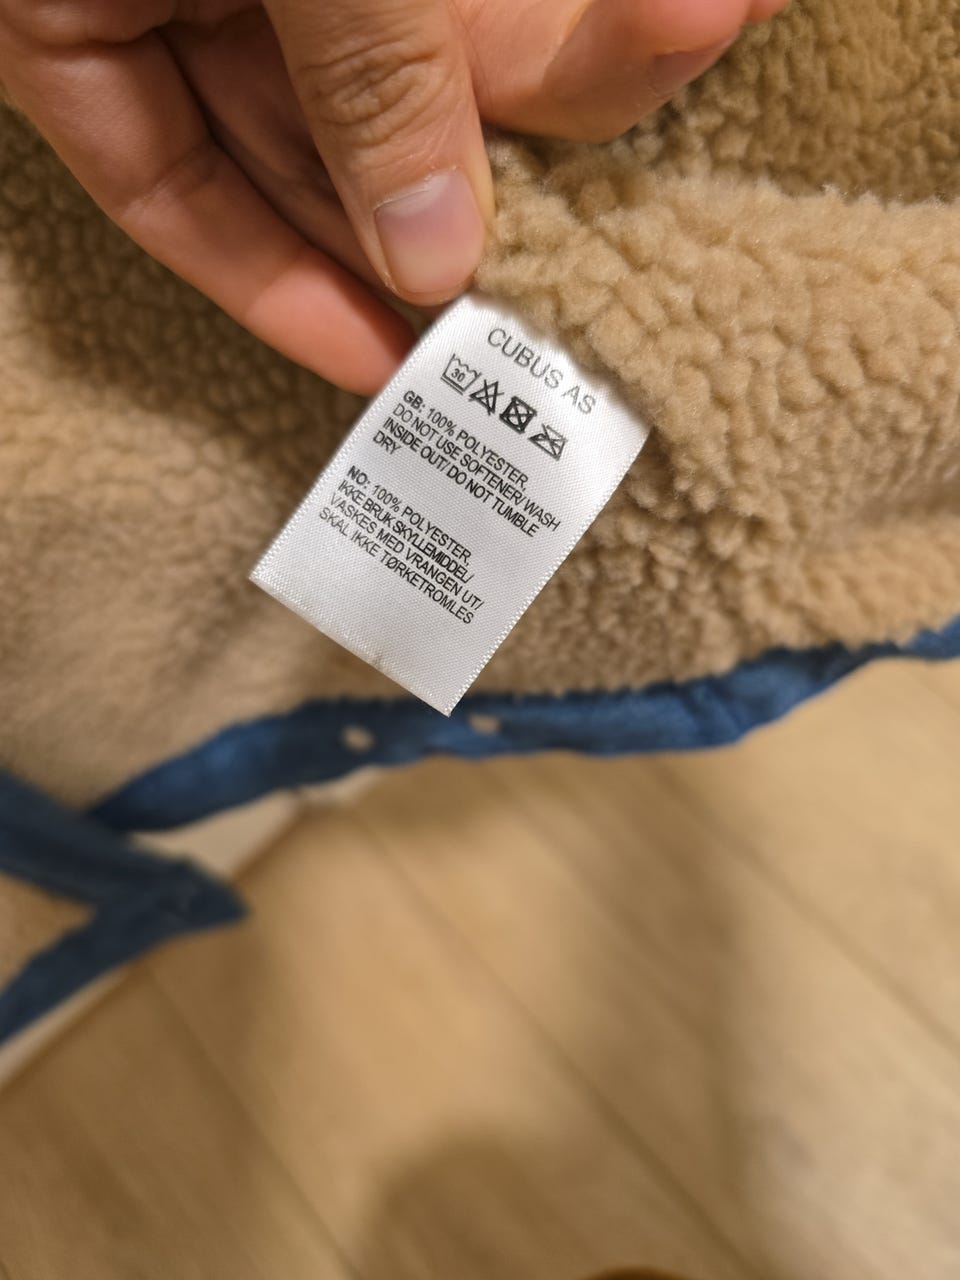 CUBUS AS
30
GB: 100% POLYESTER
DO NOT USE SOFTENER/ WASH
INSIDE OUT/ DO NOT TUMBLE
DRY
NO: 100% POLYESTER,
IKKE BRUK SKYLLEMIDDEL/
VASKES MED VRANGEN UT/
SKAL IKKE TØRKETROMLES